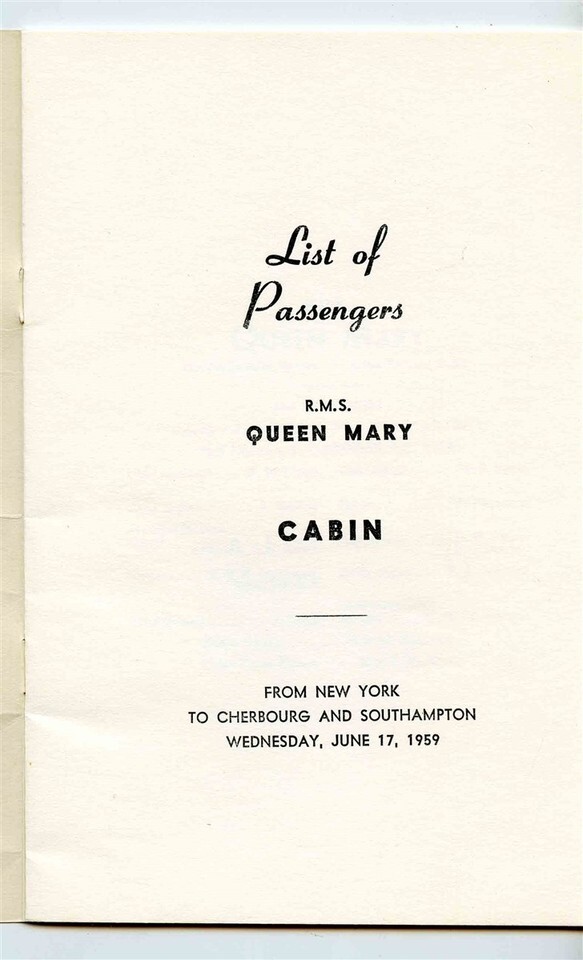 List of
Passengers
R.M.S.
QUEEN MARY
CABIN
FROM NEW YORK
TO CHERBOURG AND SOUTHAMPTON
WEDNESDAY, JUNE 17, 1959